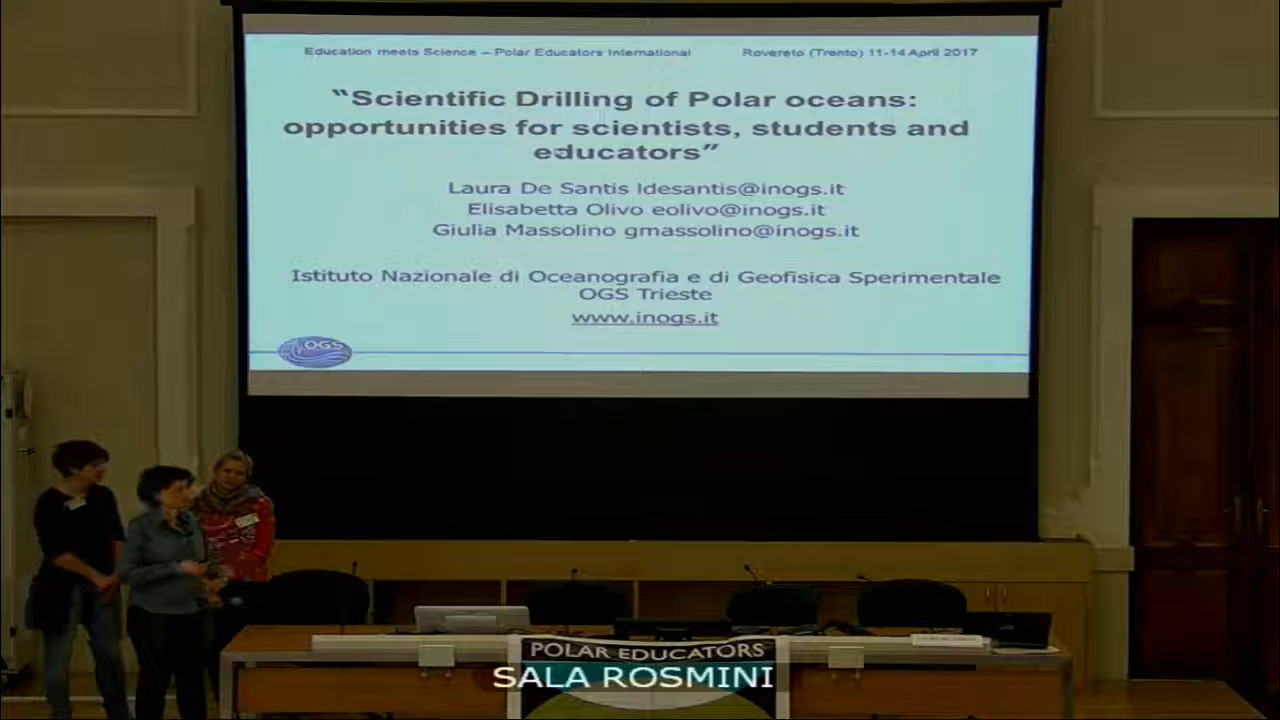 Education meets Science – Polar Educators International Rovereto (Trento) 11-14 April 2017
"Scientific Drilling of Polar oceans:
opportunities for scientists, students and
educators"
Laura De Santis ldesantis@inogs.it
Elisabetta Olivo eolivo@inogs.it
Giulia Massolino gmassolino@inogs.it
Istituto Nazionale di Oceanografia e di Geofisica Sperimentale
OGS Trieste
www.inogs.it
OGS
POLAR EDUCATORS
SALA ROSMINI